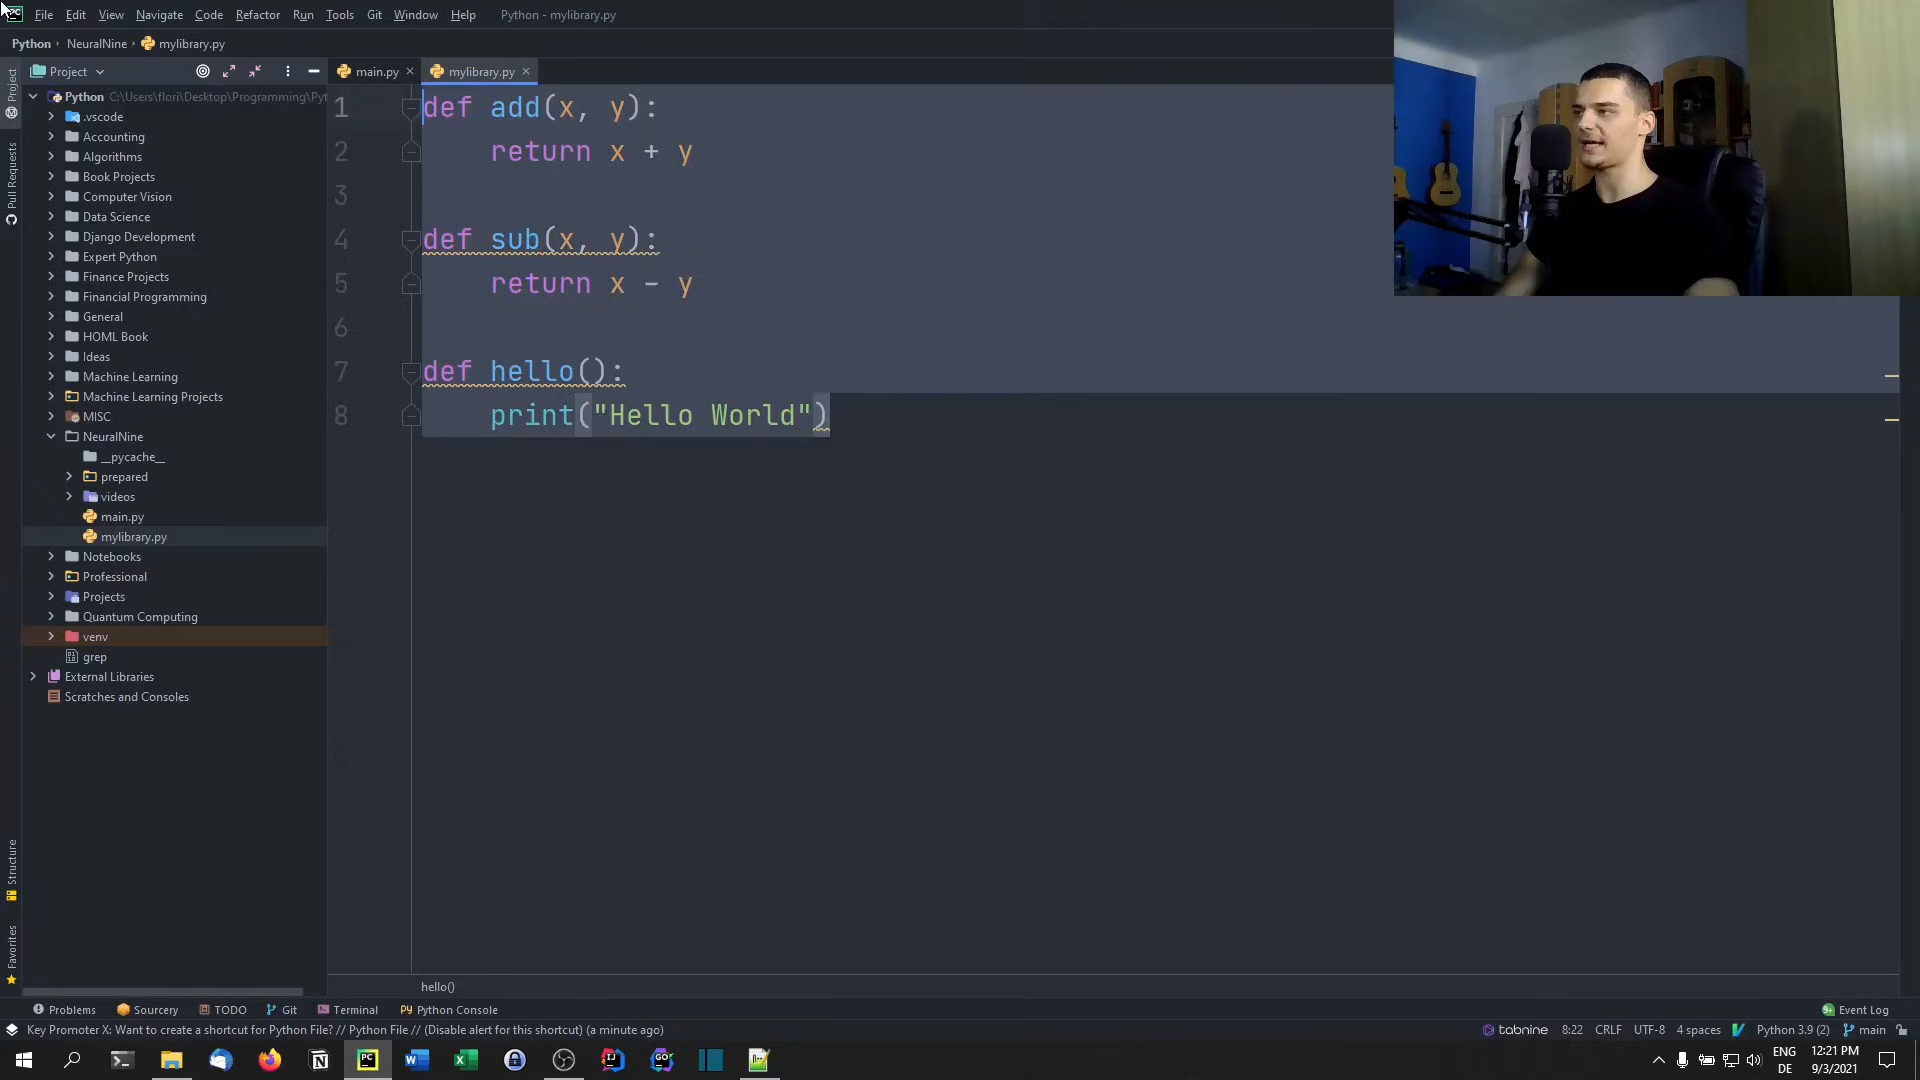 File Edit View Navigate Code Refactor Run Tools Git Window Help Python - mylibrary.py
Python NeuralNine mylibrary.py
Project
main.py
mylibrary.py
Project
Pull Requests
Structure
Favorites
Python C:\Users\flori\Desktop\Programming\Pyt
.vscode
Accounting
Algorithms
Book Projects
Computer Vision
Data Science
Django Development
Expert Python
Finance Projects
Financial Programming
General
HOML Book
Ideas
Machine Learning
Machine Learning Projects
MISC
NeuralNine
__pycache__
prepared
videos
main.py
mylibrary.py
Notebooks
Professional
Projects
Quantum Computing
venv
grep
External Libraries
Scratches and Consoles
1 def add(x, y):
2 return x + y
3
4 def sub(x, y):
5 return x - y
6
7 def hello():
8 print("Hello World")
hello()
Problems Sourcery TODO Git Terminal Python Console Event Log
Key Promoter X: Want to create a shortcut for Python File? // Python File // (Disable alert for this shortcut) (a minute ago) tabnine 8:22 CRLF UTF-8 4 spaces Python 3.9 (2) main
ENG 12:21 PM
DE 9/3/2021